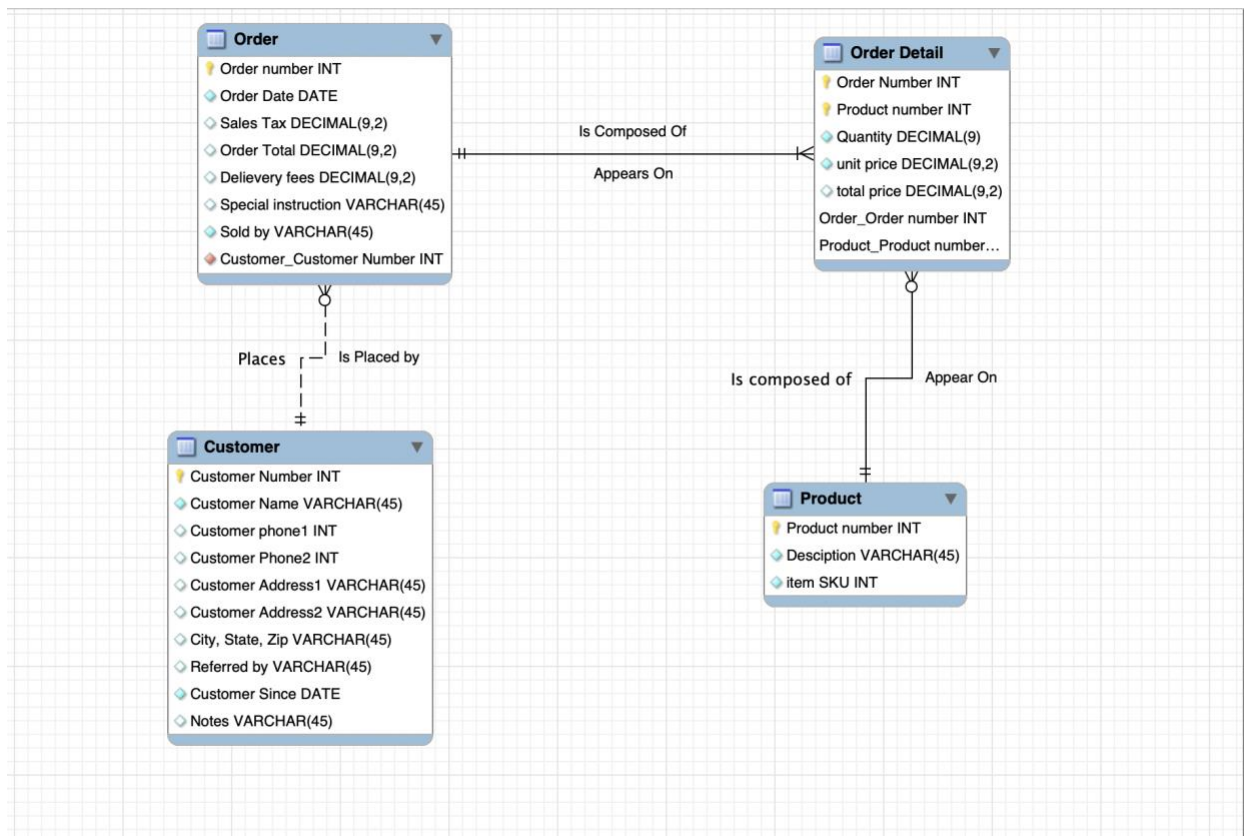 Order
Order number INT
Order Date DATE
Sales Tax DECIMAL(9,2)
Order Total DECIMAL(9,2)
Delievery fees DECIMAL(9,2)
Special instruction VARCHAR(45)
Sold by VARCHAR(45)
Customer_Customer Number INT
Is Composed Of
Appears On
Order Detail
Order Number INT
Product number INT
Quantity DECIMAL(9)
unit price DECIMAL(9,2)
total price DECIMAL(9,2)
Order_Order number INT
Product_Product number...
Places
Is Placed by
Is composed of
Appear On
Customer
Customer Number INT
Customer Name VARCHAR(45)
Customer phone1 INT
Customer Phone2 INT
Customer Address1 VARCHAR(45)
Customer Address2 VARCHAR(45)
City, State, Zip VARCHAR(45)
Referred by VARCHAR(45)
Customer Since DATE
Notes VARCHAR(45)
Product
Product number INT
Desciption VARCHAR(45)
item SKU INT